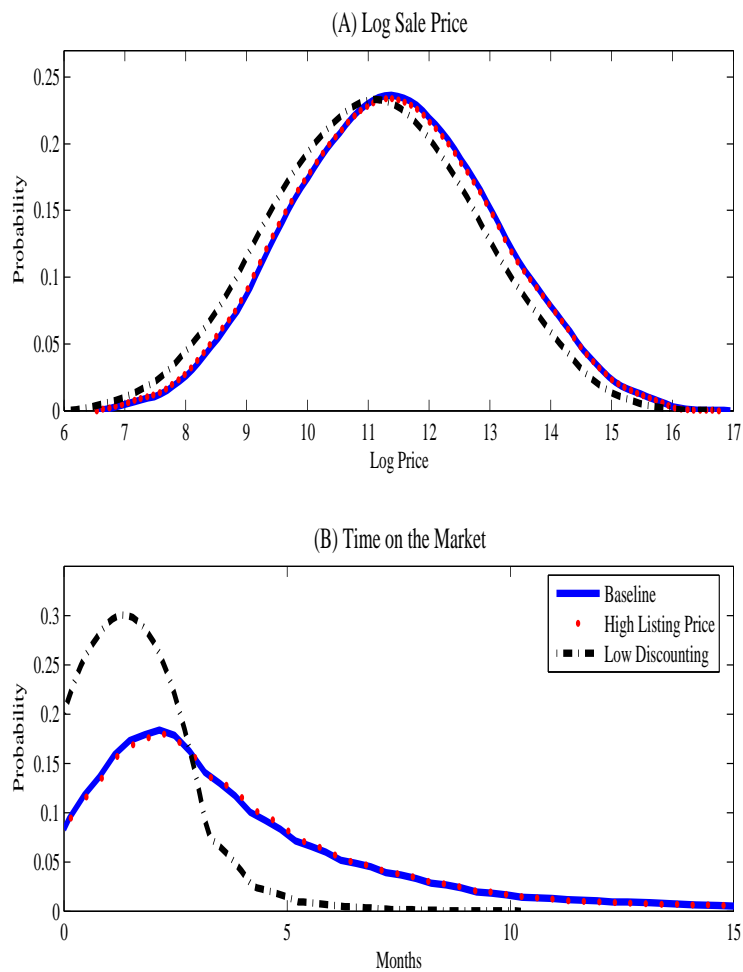 (A) Log Sale Price
0.25
0.2
0.15
0.1
0.05
0
Probability
6 7 8 9 10 11 12 13 14 15 16 17
Log Price
(B) Time on the Market
0.3
0.25
0.2
0.15
0.1
0.05
0
Probability
Baseline
High Listing Price
Low Discounting
0 5 10 15
Months